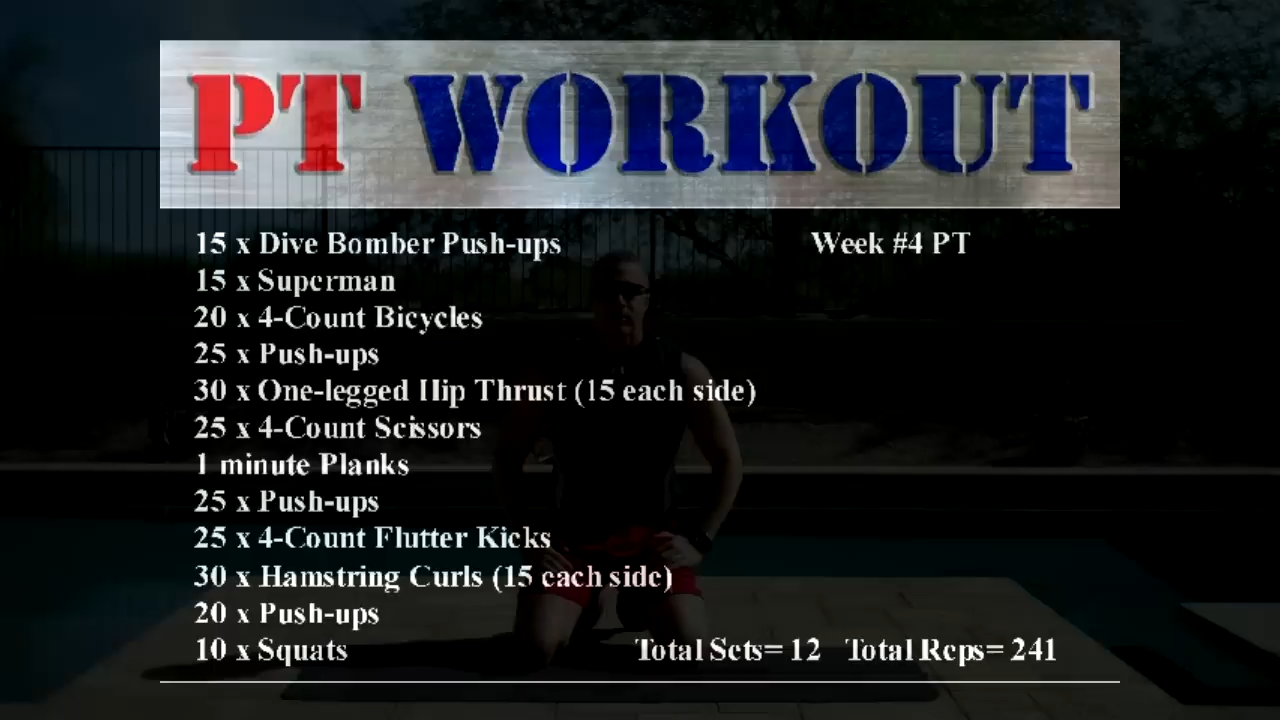 PT WORKOUT
15 x Dive Bomber Push-ups Week #4 PT
15 x Superman
20 x 4-Count Bicycles
25 x Push-ups
30 x One-legged Hip Thrust (15 each side)
25 x 4-Count Scissors
1 minute Planks
25 x Push-ups
25 x 4-Count Flutter Kicks
30 x Hamstring Curls (15 each side)
20 x Push-ups
10 x Squats Total Sets= 12 Total Reps= 241